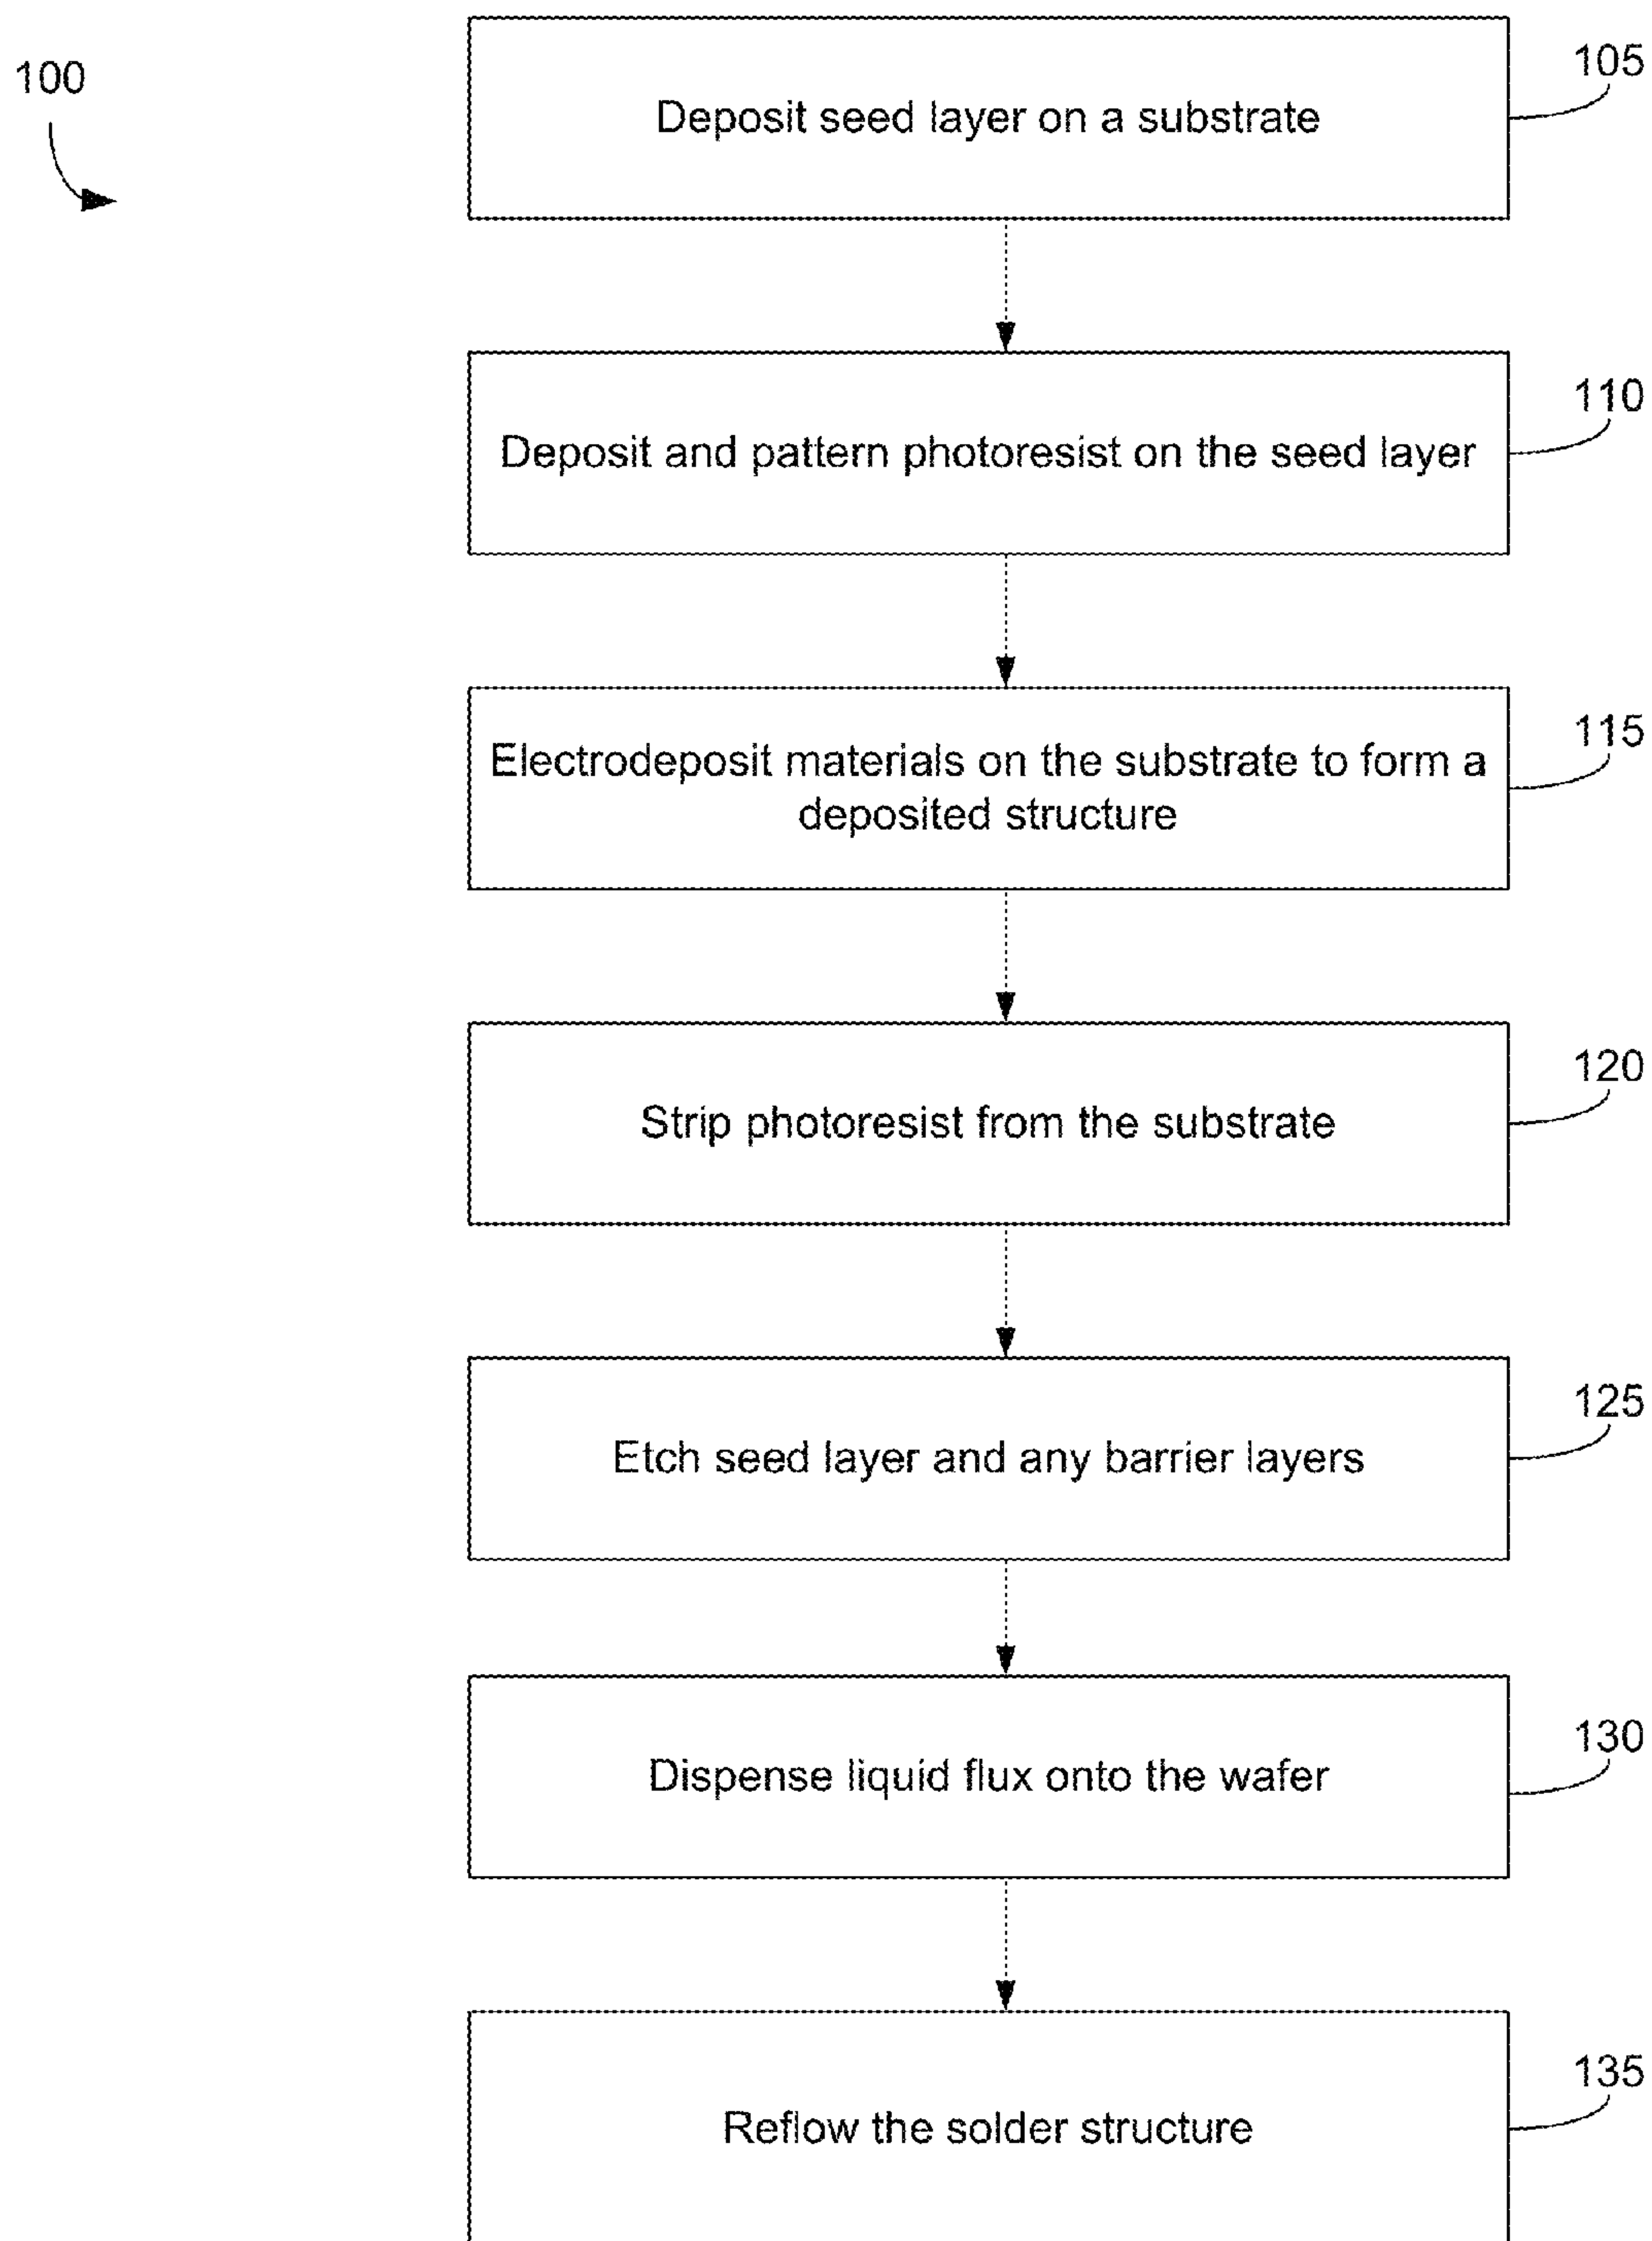 100
105
Deposit seed layer on a substrate
110
Deposit and pattern photoresist on the seed layer
115
Electrodeposit materials on the substrate to form a
deposited structure
120
Strip photoresist from the substrate
125
Etch seed layer and any barrier layers
130
Dispense liquid flux onto the wafer
135
Reflow the solder structure